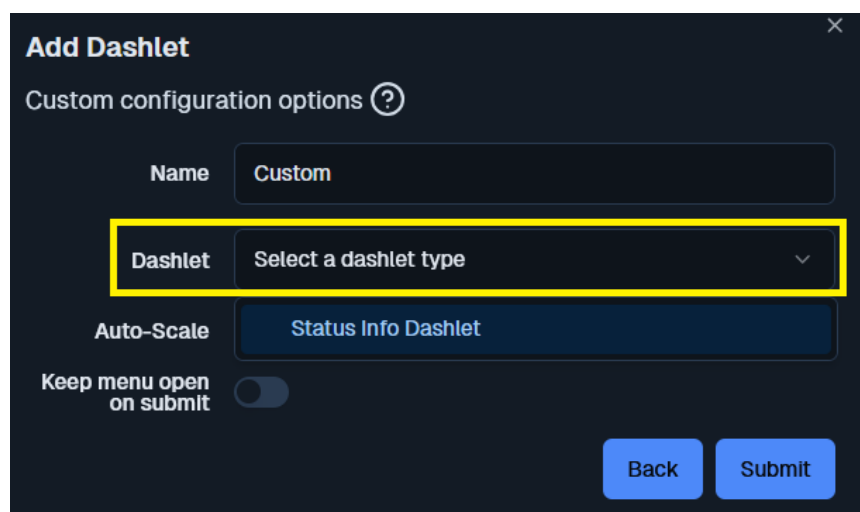 Add Dashlet
Custom configuration options ?
Name
Custom
Dashlet
Select a dashlet type
Auto-Scale
Status Info Dashlet
Keep menu open
on submit
Back
Submit